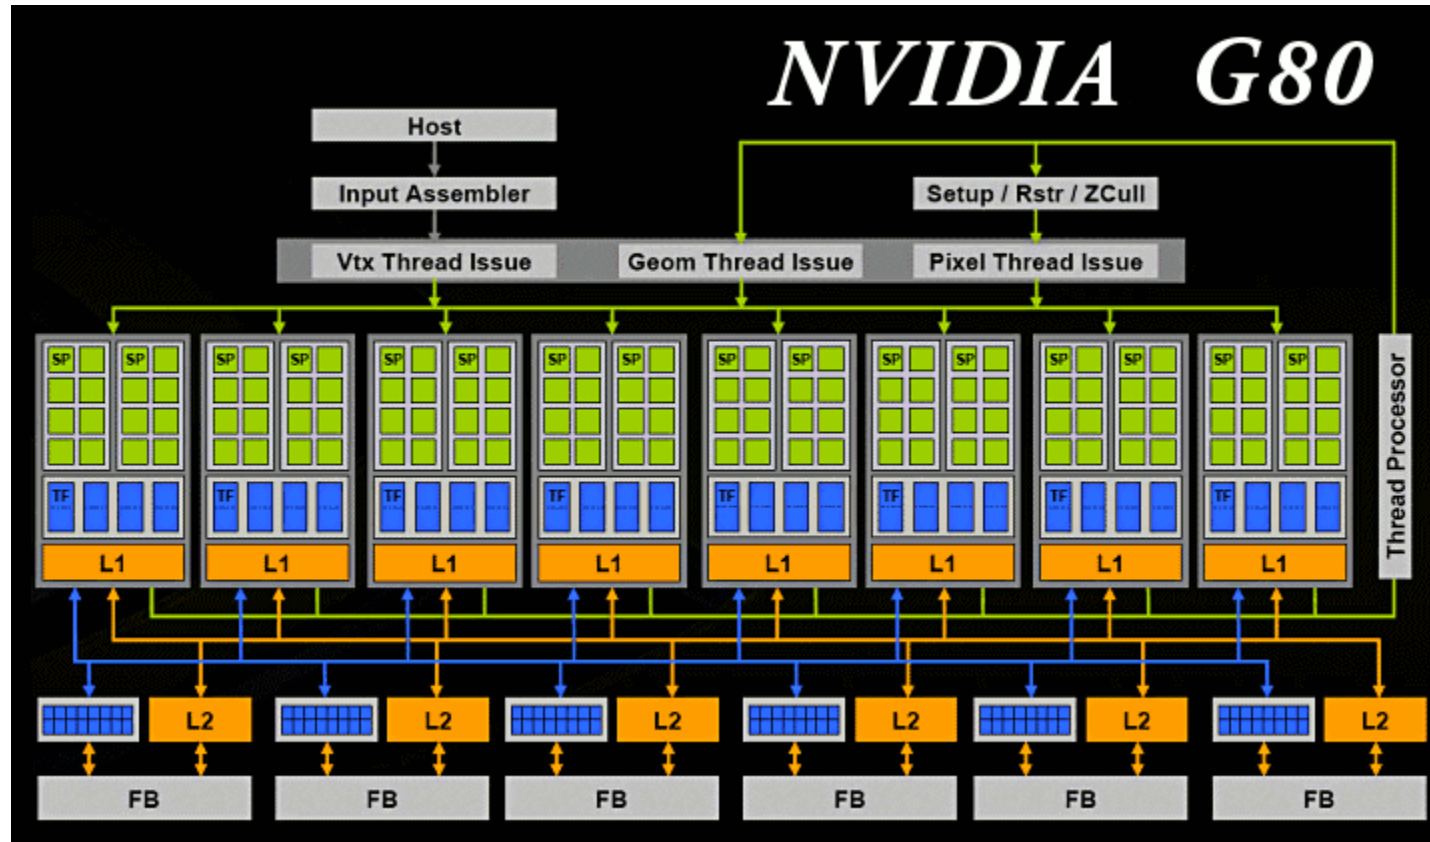 NVIDIA G80
Host
Input Assembler
Setup / Rstr / ZCull
Vtx Thread Issue
Geom Thread Issue
Pixel Thread Issue
SP SP SP SP SP SP SP SP SP SP SP SP SP SP SP SP
TF TF TF TF TF TF TF TF
L1 L1 L1 L1 L1 L1 L1 L1
Thread Processor
L2 L2 L2 L2 L2 L2
FB FB FB FB FB FB